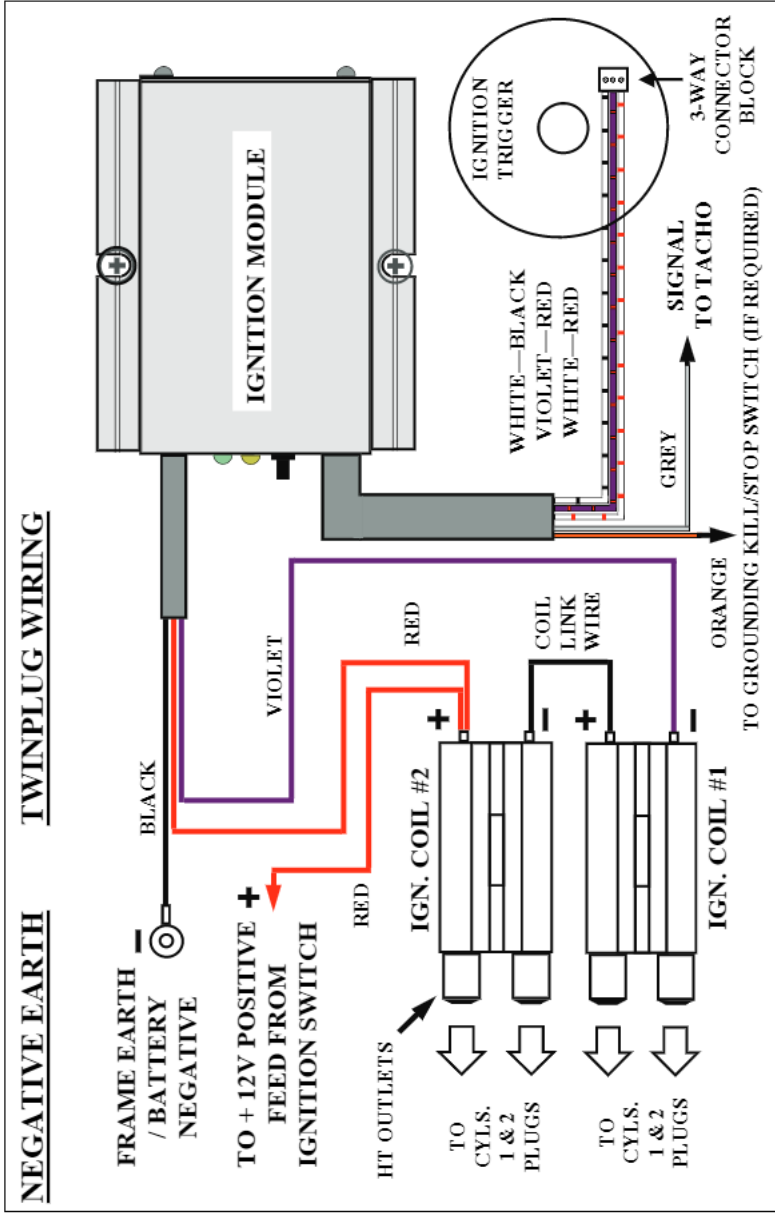 NEGATIVE EARTH
TWINPLUG WIRING
FRAME EARTH
/ BATTERY
NEGATIVE
–
BLACK
TO + 12V POSITIVE
FEED FROM
IGNITION SWITCH
+
RED
VIOLET
RED
IGNITION MODULE
HT OUTLETS
IGN. COIL #2
+
–
TO
CYLS.
1 & 2
PLUGS
COIL
LINK
WIRE
TO
CYLS.
1 & 2
PLUGS
IGN. COIL #1
+
–
WHITE—BLACK
VIOLET—RED
WHITE—RED
IGNITION
TRIGGER
GREY
SIGNAL
TO TACHO
3-WAY
CONNECTOR
BLOCK
ORANGE
TO GROUNDING KILL/STOP SWITCH (IF REQUIRED)